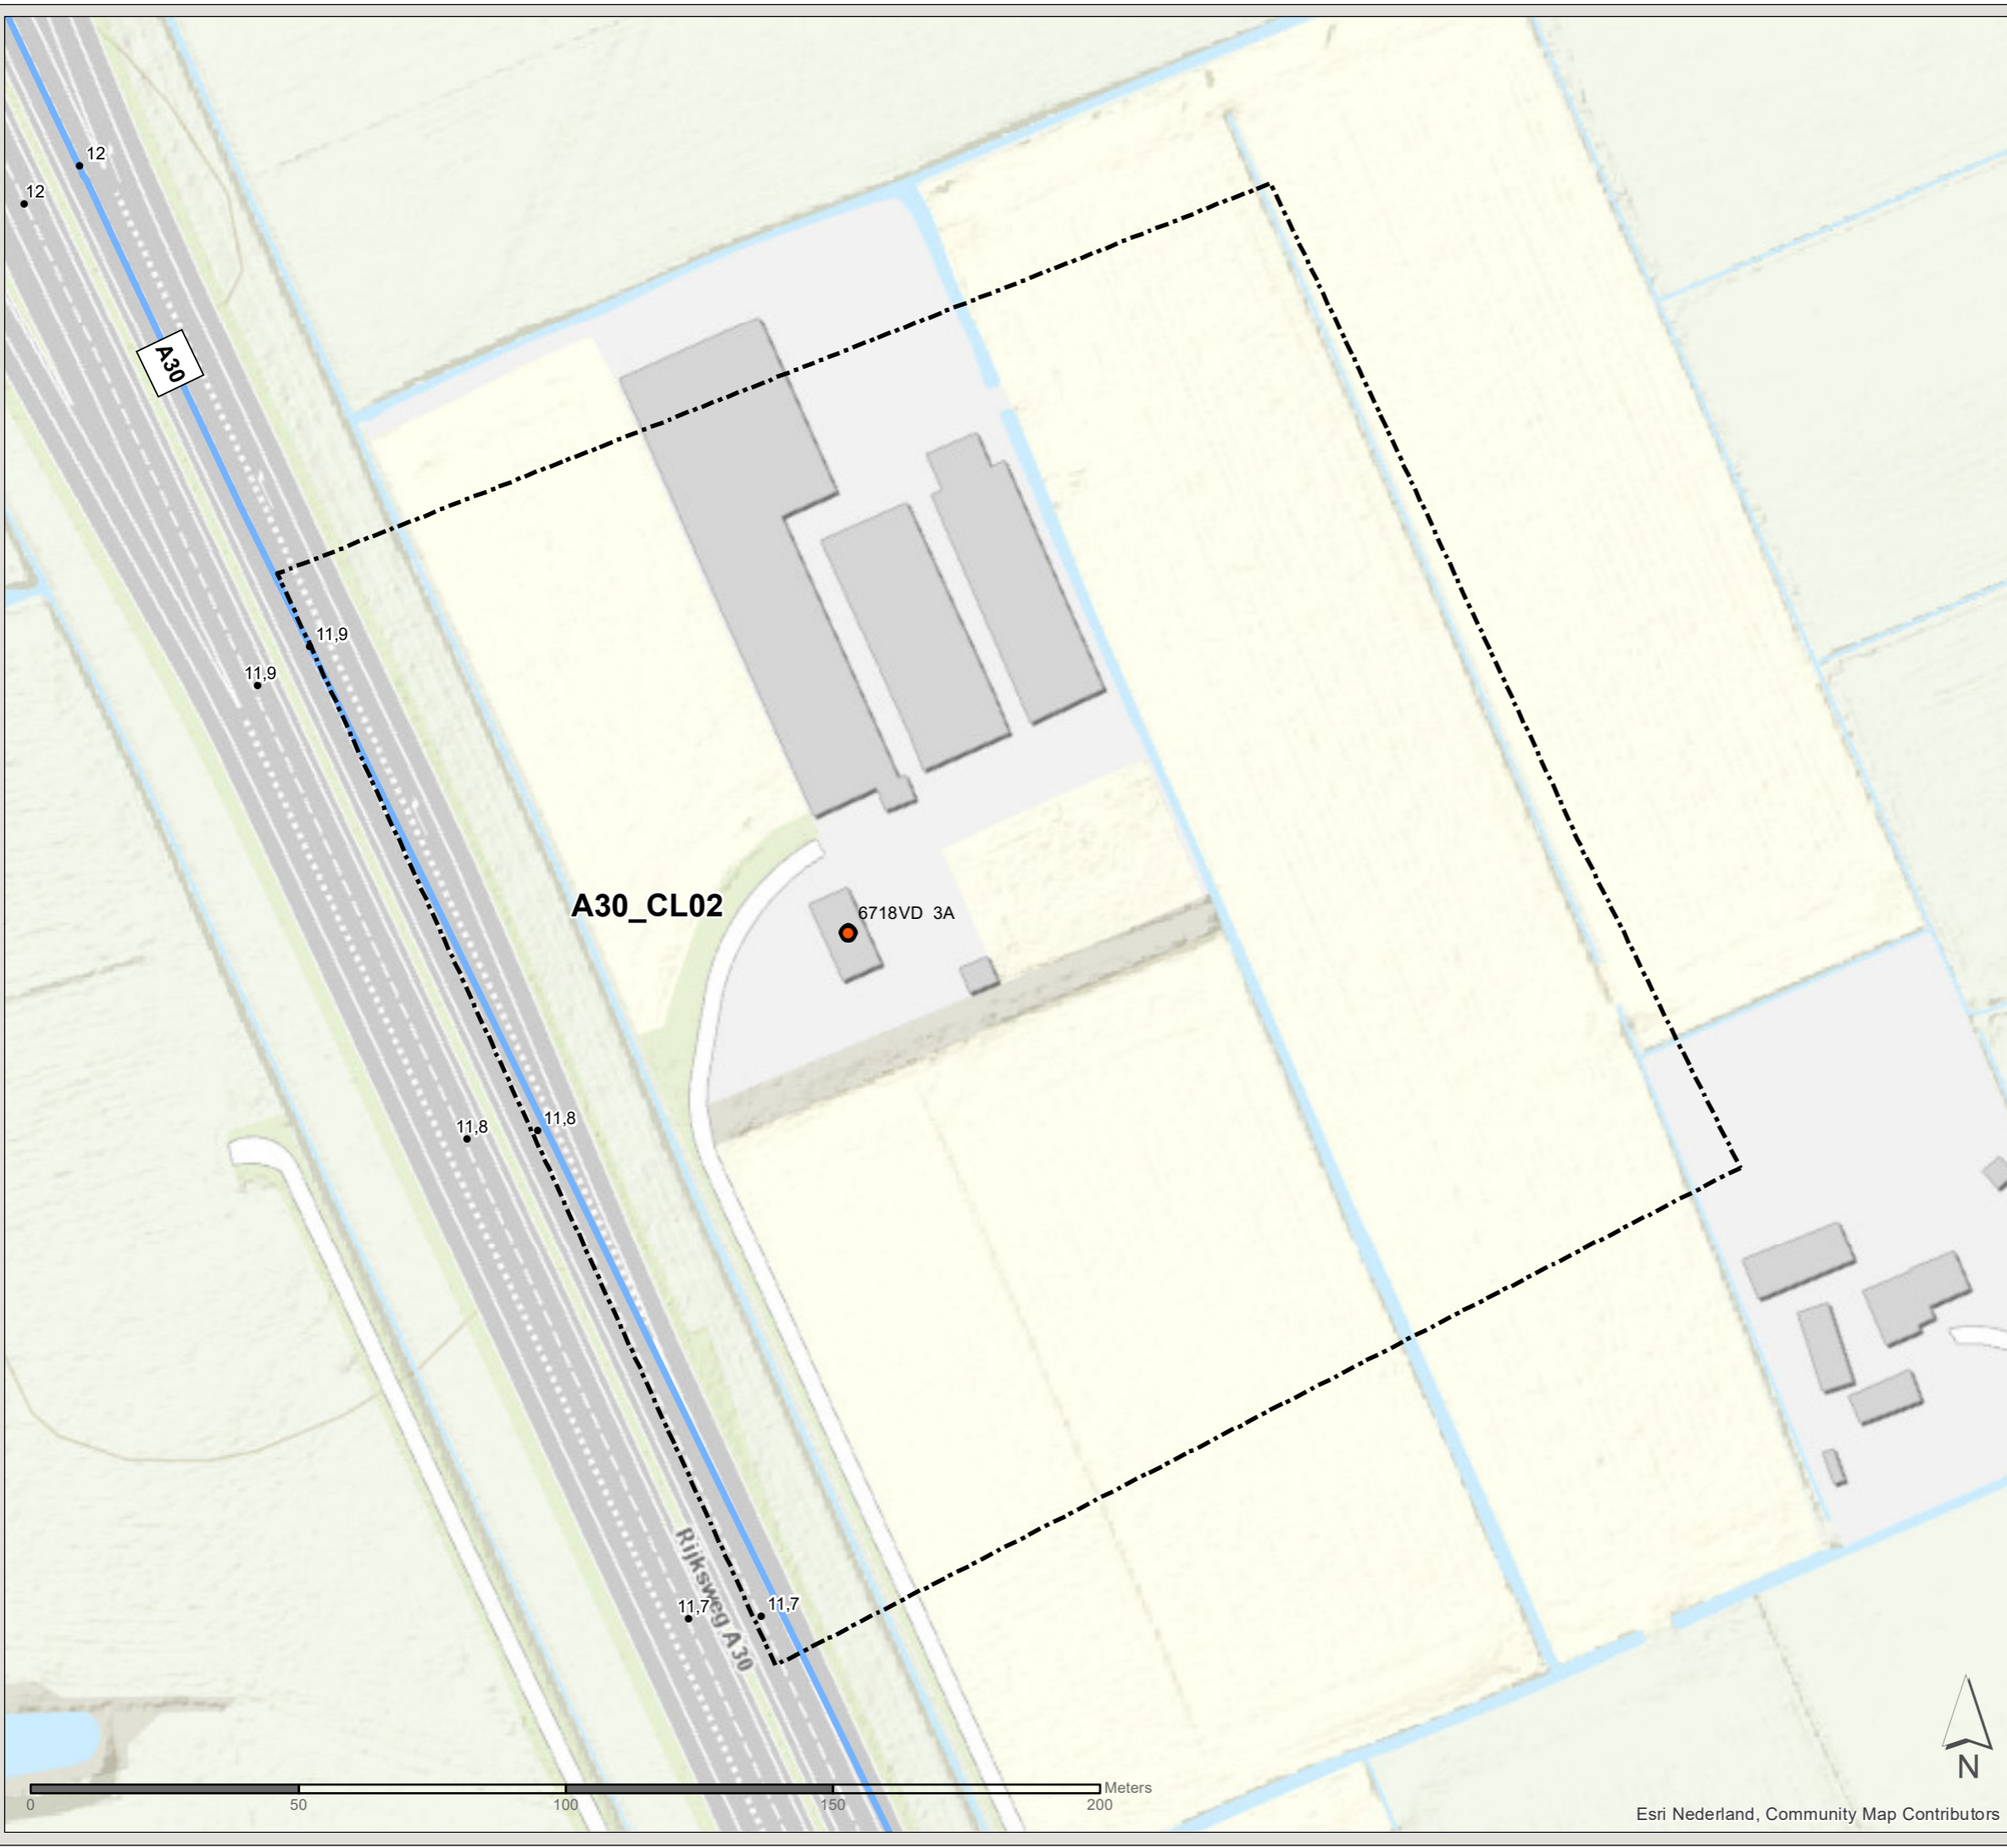 12
12
A30
11,9
11,9
A30_CL02
6718VD 3A
11,8
11,8
11,7
11,7
Rijksweg A30
N
Meters
0 50 100 150 200
Esri Nederland, Community Map Contributors